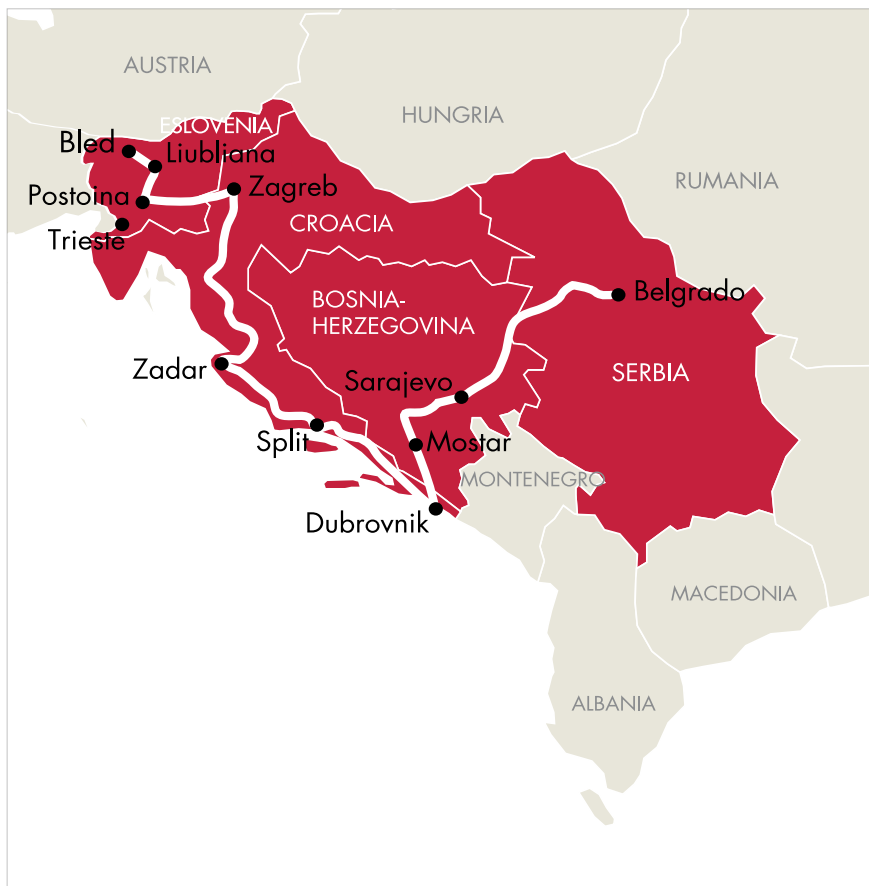 AUSTRIA
HUNGRIA
ESLOVENIA
Bled
Liubliana
RUMANIA
Postoina
Zagreb
Trieste
CROACIA
BOSNIA-
HERZEGOVINA
Belgrado
Zadar
Sarajevo
SERBIA
Split
Mostar
MONTENEGRO
Dubrovnik
MACEDONIA
ALBANIA